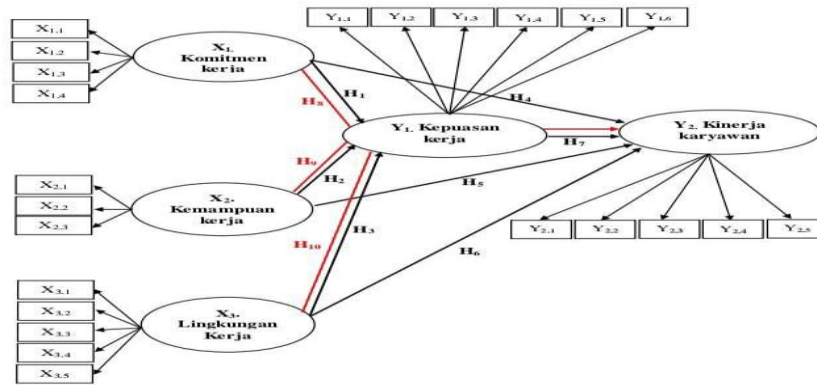 X1.1
X1.2
X1.3
X1.4
X1.
Komitmen
kerja
Y1.1
Y1.2
Y1.3
Y1.4
Y1.5
Y1.6
H8
H1
H4
Y1. Kepuasan
kerja
H7
Y2. Kinerja
karyawan
H9
H2
H5
X2.1
X2.2
X2.3
X2.
Kemampuan
kerja
H10
H3
H6
Y2.1
Y2.2
Y2.3
Y2.4
Y2.5
X3.1
X3.2
X3.3
X3.4
X3.5
X3.
Lingkungan
Kerja